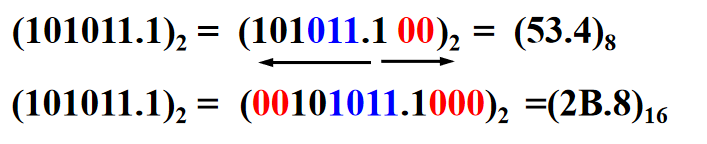 (101011.1)₂ = (101011.1 00)₂ = (53.4)₈
(101011.1)₂ = (00101011.1000)₂ =(2B.8)₁₆